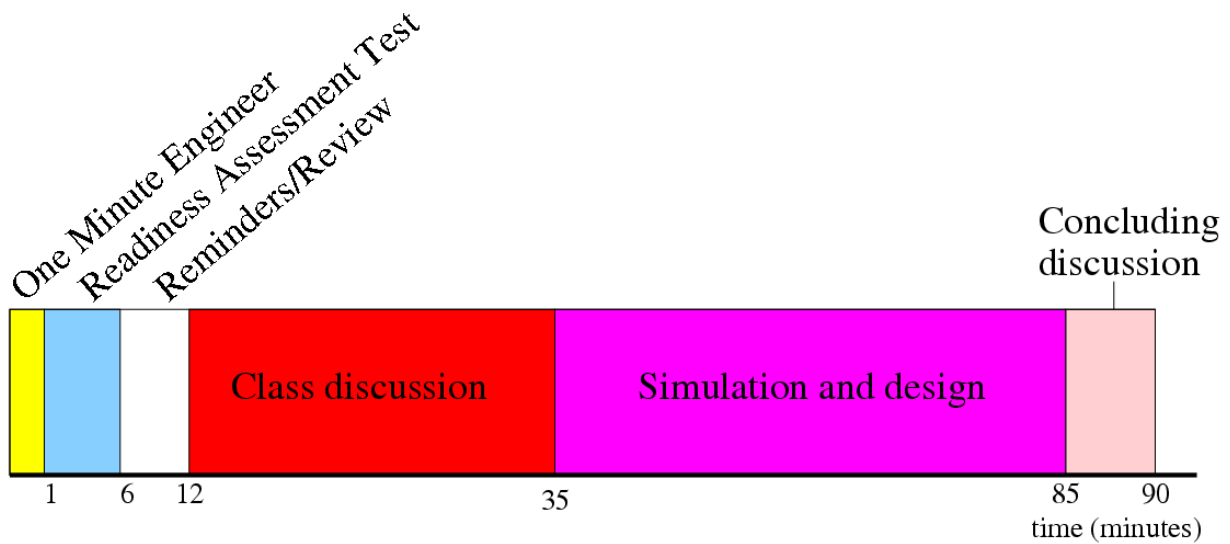 One Minute Engineer
Readiness Assessment Test
Reminders/Review
Concluding
discussion
Class discussion
Simulation and design
1
6
12
35
85
90
time (minutes)